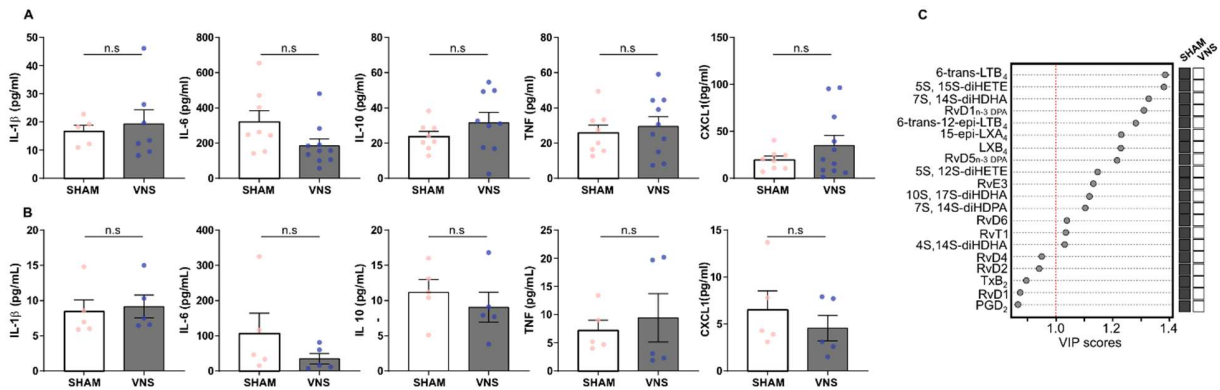 A
n.s
n.s
n.s
n.s
n.s
IL-1β (pg/ml)
50
40
30
20
10
0
SHAM
VNS
IL-6 (pg/ml)
800
600
400
200
0
SHAM
VNS
IL-10 (pg/ml)
80
60
40
20
0
SHAM
VNS
TNF (pg/ml)
80
60
40
20
0
SHAM
VNS
CXCL1(Pg/ml)
150
100
50
0
SHAM
VNS
B
n.s
n.s
n.s
n.s
n.s
IL-1β (pg/mL)
20
15
10
5
0
SHAM
VNS
IL-6 (pg/mL)
400
300
200
100
0
SHAM
VNS
IL 10 (pg/mL)
20
15
10
5
0
SHAM
VNS
TNF (pg/mL)
25
20
15
10
5
0
SHAM
VNS
CXCL1(Pg/ml)
15
10
5
0
SHAM
VNS
C
SHAM
VNS
6-trans-LTB4
5S, 15S-diHETE
7S, 14S-diHDHA
RvD1n-3 DPA
6-trans-12-epi-LTB4
15-epi-LXA4
LXB4
RvD5n-3 DPA
5S, 12S-diHETE
RvE3
10S, 17S-diHDHA
7S, 14S-diHDPA
RvD6
RvT1
4S,14S-diHDHA
RvD4
RvD2
TxB2
RvD1
PGD2
1.0
1.2
1.4
VIP scores